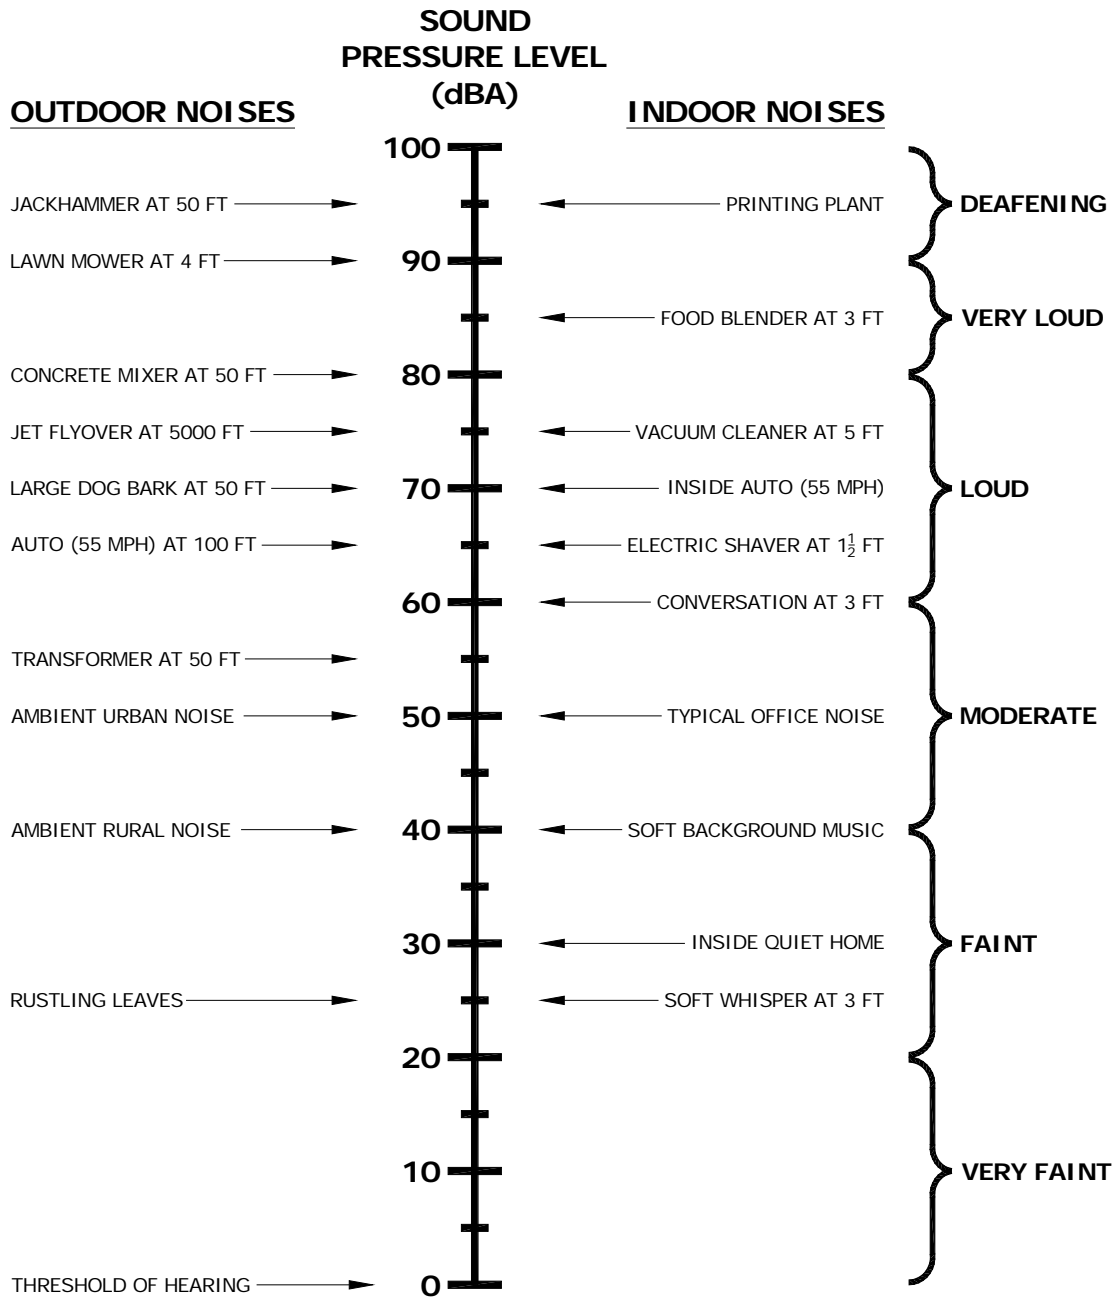 SOUND
PRESSURE LEVEL
(dBA)
OUTDOOR NOISES
INDOOR NOISES
100
JACKHAMMER AT 50 FT
PRINTING PLANT
DEAFENING
LAWN MOWER AT 4 FT
90
FOOD BLENDER AT 3 FT
VERY LOUD
CONCRETE MIXER AT 50 FT
80
JET FLYOVER AT 5000 FT
VACUUM CLEANER AT 5 FT
LARGE DOG BARK AT 50 FT
70
INSIDE AUTO (55 MPH)
LOUD
AUTO (55 MPH) AT 100 FT
ELECTRIC SHAVER AT 1½ FT
60
CONVERSATION AT 3 FT
TRANSFORMER AT 50 FT
AMBIENT URBAN NOISE
50
TYPICAL OFFICE NOISE
MODERATE
AMBIENT RURAL NOISE
40
SOFT BACKGROUND MUSIC
30
INSIDE QUIET HOME
FAINT
RUSTLING LEAVES
SOFT WHISPER AT 3 FT
20
10
VERY FAINT
THRESHOLD OF HEARING
0